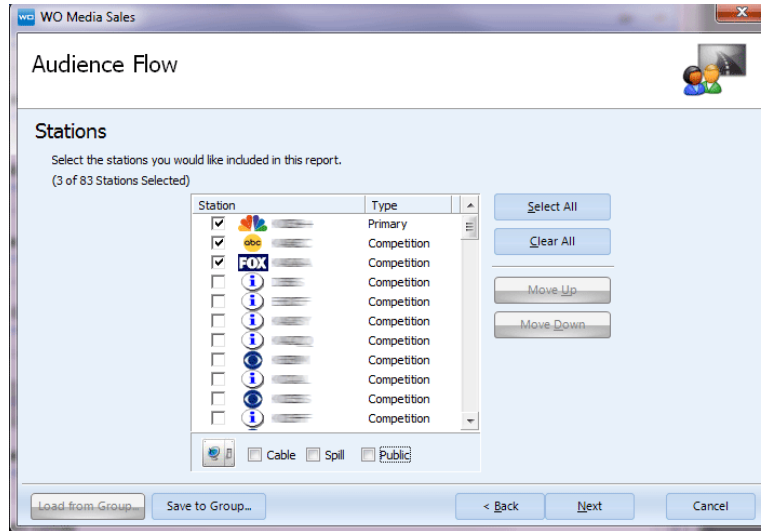 WO WO Media Sales
Audience Flow
Stations
Select the stations you would like included in this report.
(3 of 83 Stations Selected)
Station Type
Primary
abc Competition
FOX Competition
i Competition
i Competition
i Competition
i Competition
Competition
i Competition
Competition
i Competition
Select All
Clear All
Move Up
Move Down
Cable Spill Public
Load from Group... Save to Group... < Back Next Cancel